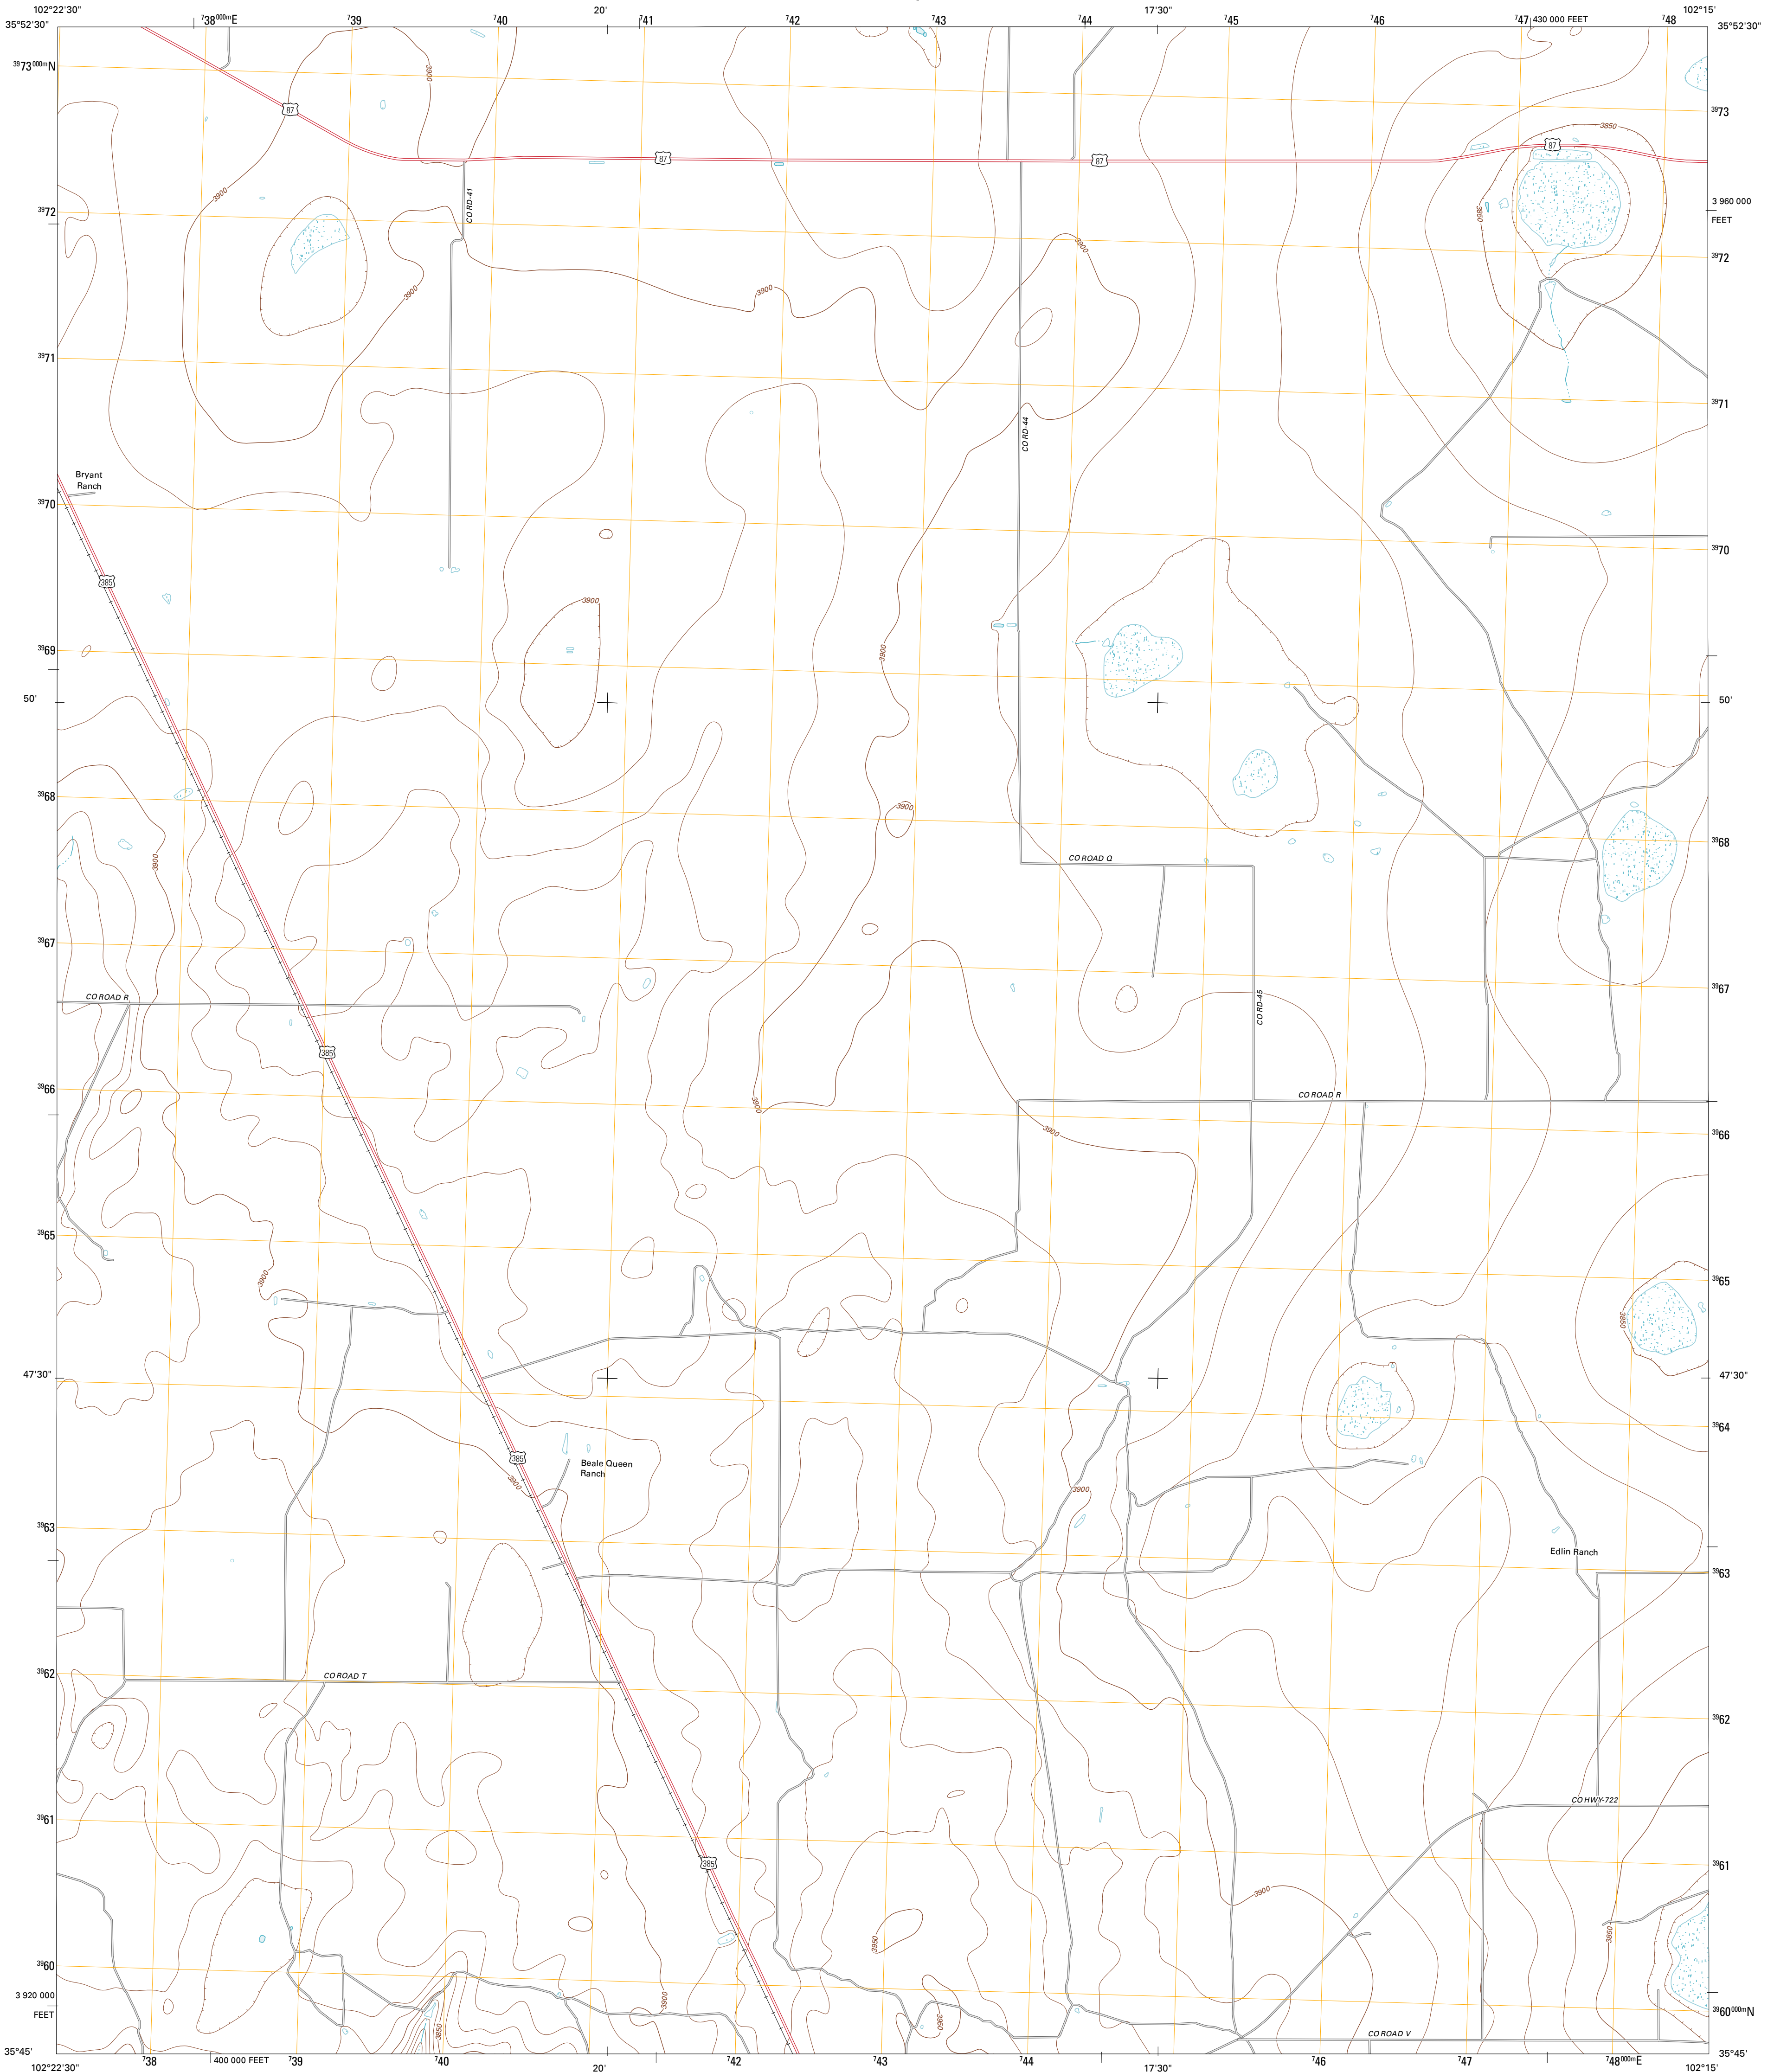 102°22'30" ⁷38⁰⁰⁰ᵐE ⁷39 ⁷40 20' ⁷41 ⁷42 ⁷43 ⁷44 17'30" ⁷45 ⁷46 ⁷47 430 000 FEET ⁷48 102°15'
35°52'30" 35°52'30"
³⁹73⁰⁰⁰ᵐN
3900
87
³⁹73
3850
87
87
87
3900
CO RD-41
3 960 000
FEET
³⁹72
3850
3900
³⁹72
3900
3900
³⁹71
³⁹71
CO RD-44
Bryant
Ranch
³⁹70
³⁹70
385
3900
³⁹69
3900
50'
50'
³⁹68
3900
³⁹68
3900
CO ROAD Q
³⁹67
³⁹67
CO ROAD R
CO RD-45
385
³⁹66
CO ROAD R
3900
3900
³⁹66
³⁹65
3900
³⁹65
3850
47'30"
47'30"
³⁹64
385
Beale Queen
Ranch
3900
3900
³⁹63
Edlin Ranch
³⁹63
³⁹62
CO ROAD T
³⁹62
CO HWY-722
³⁹61
385
³⁹61
3900
3850
3950
³⁹60
3 920 000
FEET
3900
³⁹60⁰⁰⁰ᵐN
3850
CO ROAD V
35°45' 35°45'
102°22'30" ⁷38 400 000 FEET ⁷39 ⁷40 20' ⁷42 ⁷43 ⁷44 17'30" ⁷46 ⁷47 ⁷48⁰⁰⁰ᵐE 102°15'